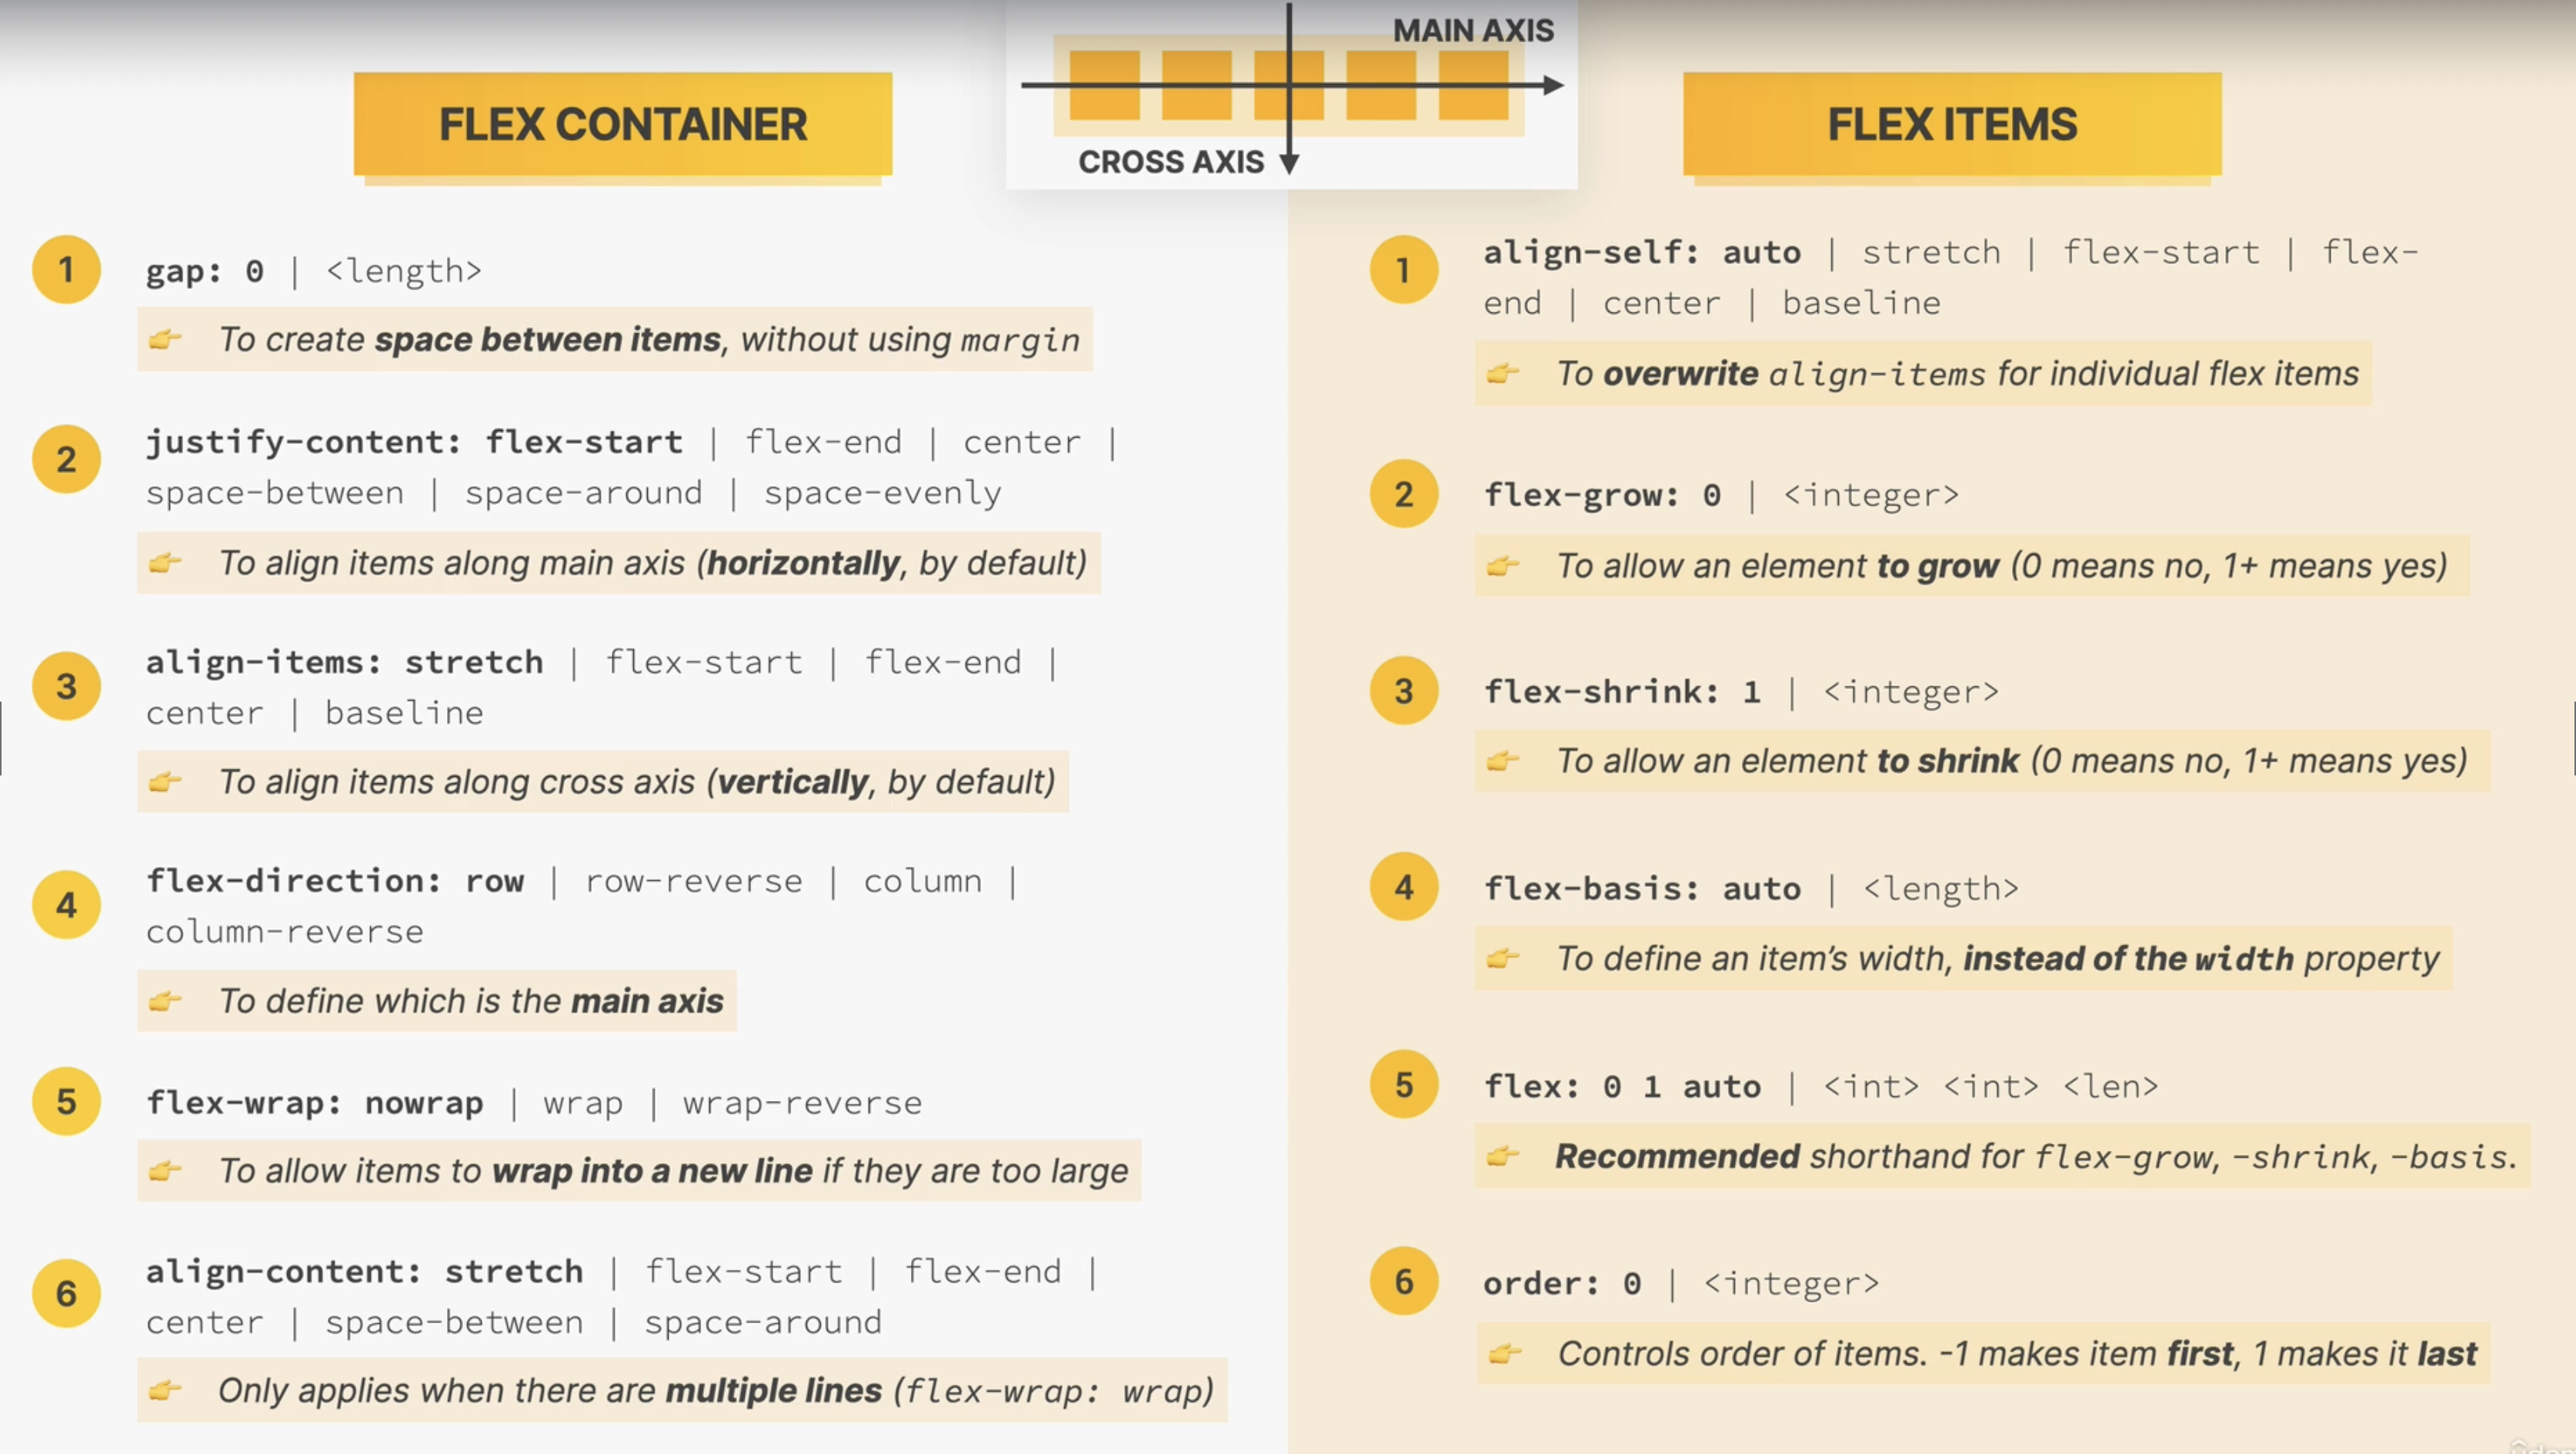 MAIN AXIS
CROSS AXIS
FLEX CONTAINER
1
gap: 0 | <length>
👉 To create space between items, without using margin
2
justify-content: flex-start | flex-end | center |
space-between | space-around | space-evenly
👉 To align items along main axis (horizontally, by default)
3
align-items: stretch | flex-start | flex-end |
center | baseline
👉 To align items along cross axis (vertically, by default)
4
flex-direction: row | row-reverse | column |
column-reverse
👉 To define which is the main axis
5
flex-wrap: nowrap | wrap | wrap-reverse
👉 To allow items to wrap into a new line if they are too large
6
align-content: stretch | flex-start | flex-end |
center | space-between | space-around
👉 Only applies when there are multiple lines (flex-wrap: wrap)
FLEX ITEMS
1
align-self: auto | stretch | flex-start | flex-
end | center | baseline
👉 To overwrite align-items for individual flex items
2
flex-grow: 0 | <integer>
👉 To allow an element to grow (0 means no, 1+ means yes)
3
flex-shrink: 1 | <integer>
👉 To allow an element to shrink (0 means no, 1+ means yes)
4
flex-basis: auto | <length>
👉 To define an item’s width, instead of the width property
5
flex: 0 1 auto | <int> <int> <len>
👉 Recommended shorthand for flex-grow, -shrink, -basis.
6
order: 0 | <integer>
👉 Controls order of items. -1 makes item first, 1 makes it last